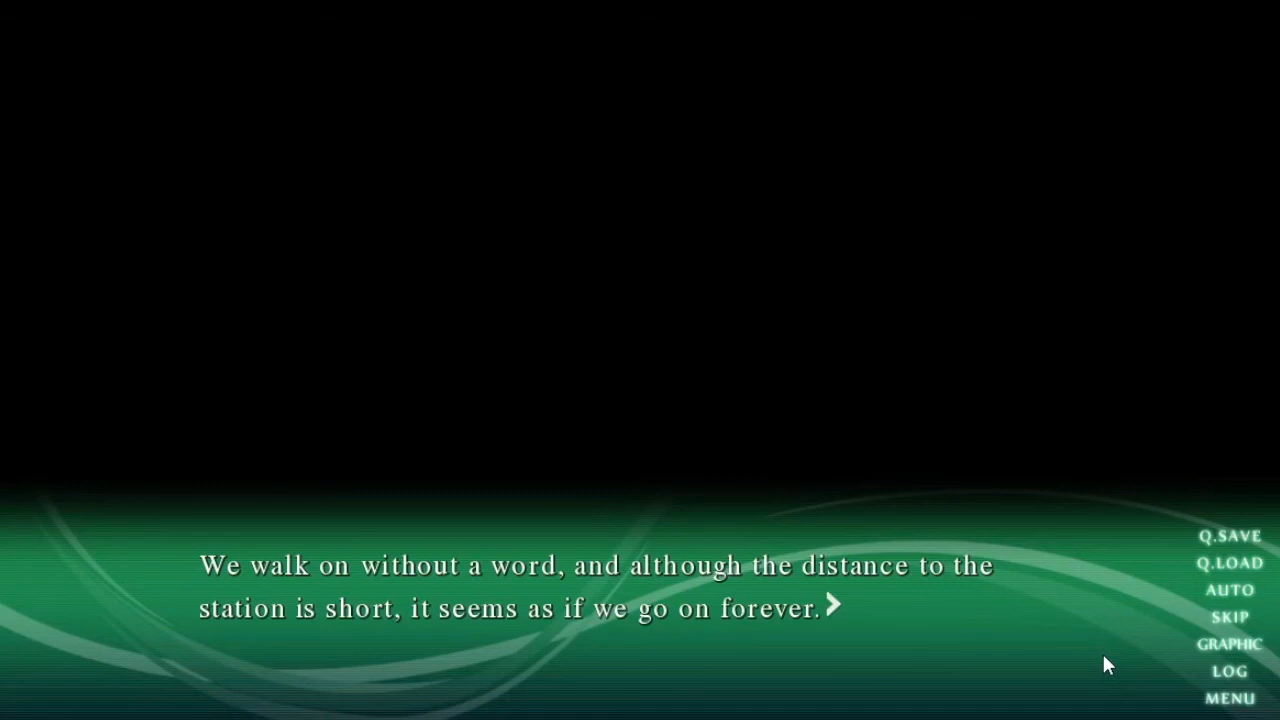 We walk on without a word, and although the distance to the
station is short, it seems as if we go on forever.
Q.SAVE
Q.LOAD
AUTO
SKIP
GRAPHIC
LOG
MENU